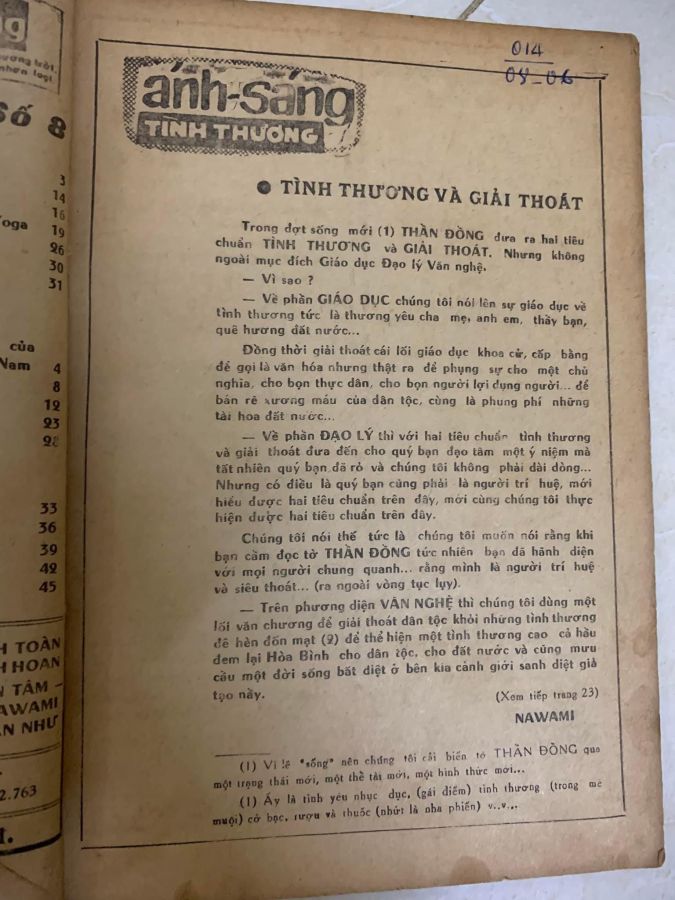 ng
ương trời
nhơn loại
Số 8
3
14
16
Yoga 19
26
30
31
của
Nam 4
8
12
23
28
33
36
39
42
45
H TOÀN
H HOAN
N TÂM –
NAWAMI
ẦN NHƯ
2.763
014
08_06
ánh-sáng
TÌNH THƯƠNG
● TÌNH THƯƠNG VÀ GIẢI THOÁT
Trong đợt sống mới (1) THẦN ĐỒNG đưa ra hai tiêu
chuẩn TÌNH THƯƠNG và GIẢI THOÁT. Nhưng không
ngoài mục đích Giáo dục Đạo lý Văn nghệ.
— Vì sao ?
— Về phần GIÁO DỤC chúng tôi nói lên sự giáo dục về
tình thương tức là thương yêu cha mẹ, anh em, thầy bạn,
quê hương đất nước...
Đồng thời giải thoát cái lối giáo dục khoa cử, cấp bằng
để gọi là văn hóa nhưng thật ra để phụng sự cho một chủ
nghĩa, cho bọn thực dân, cho bọn người lợi dụng người... để
bán rẻ xương máu của dân tộc, cùng là phung phí những
tài hoa đất nước...
— Về phần ĐẠO LÝ thì với hai tiêu chuẩn tình thương
và giải thoát đưa đến cho quý bạn đạo tâm một ý niệm mà
tất nhiên quý bạn đã rỏ và chúng tôi không phải dài dòng...
Nhưng có điều là quý bạn cũng phải là người trí huệ, mới
hiểu được hai tiêu chuẩn trên đây, mới cùng chúng tôi thực
hiện được hai tiêu chuẩn trên đây.
Chúng tôi nói thế tức là chúng tôi muốn nói rằng khi
bạn cầm đọc tờ THẦN ĐỒNG tức nhiên bạn đã hãnh diện
với mọi người chung quanh... rằng mình là người trí huệ
và siêu thoát... (ra ngoài vòng tục lụy).
— Trên phương diện VĂN NGHỆ thì chúng tôi dùng một
lối văn chương để giải thoát dân tộc khỏi những tình thương
đê hèn đốn mạt (2) để thể hiện một tình thương cao cả hầu
đem lại Hòa Bình cho dân tộc, cho đất nước và cũng mưu
cầu một đời sống bất diệt ở bên kia cảnh giới sanh diệt giả
tạo nầy.
(Xem tiếp trang 23)
NAWAMI
(1) Vì lẽ "sống" nên chúng tôi cải biến tờ THẦN ĐỒNG qua
một trạng thái mới, một thể tài mới, một hình thức mới...
(1) Ấy là tình yêu nhục dục, (gái điếm) tình thương (trong mê
muội) cờ bạc, rượu và thuốc (nhứt là nha phiến) v..v...